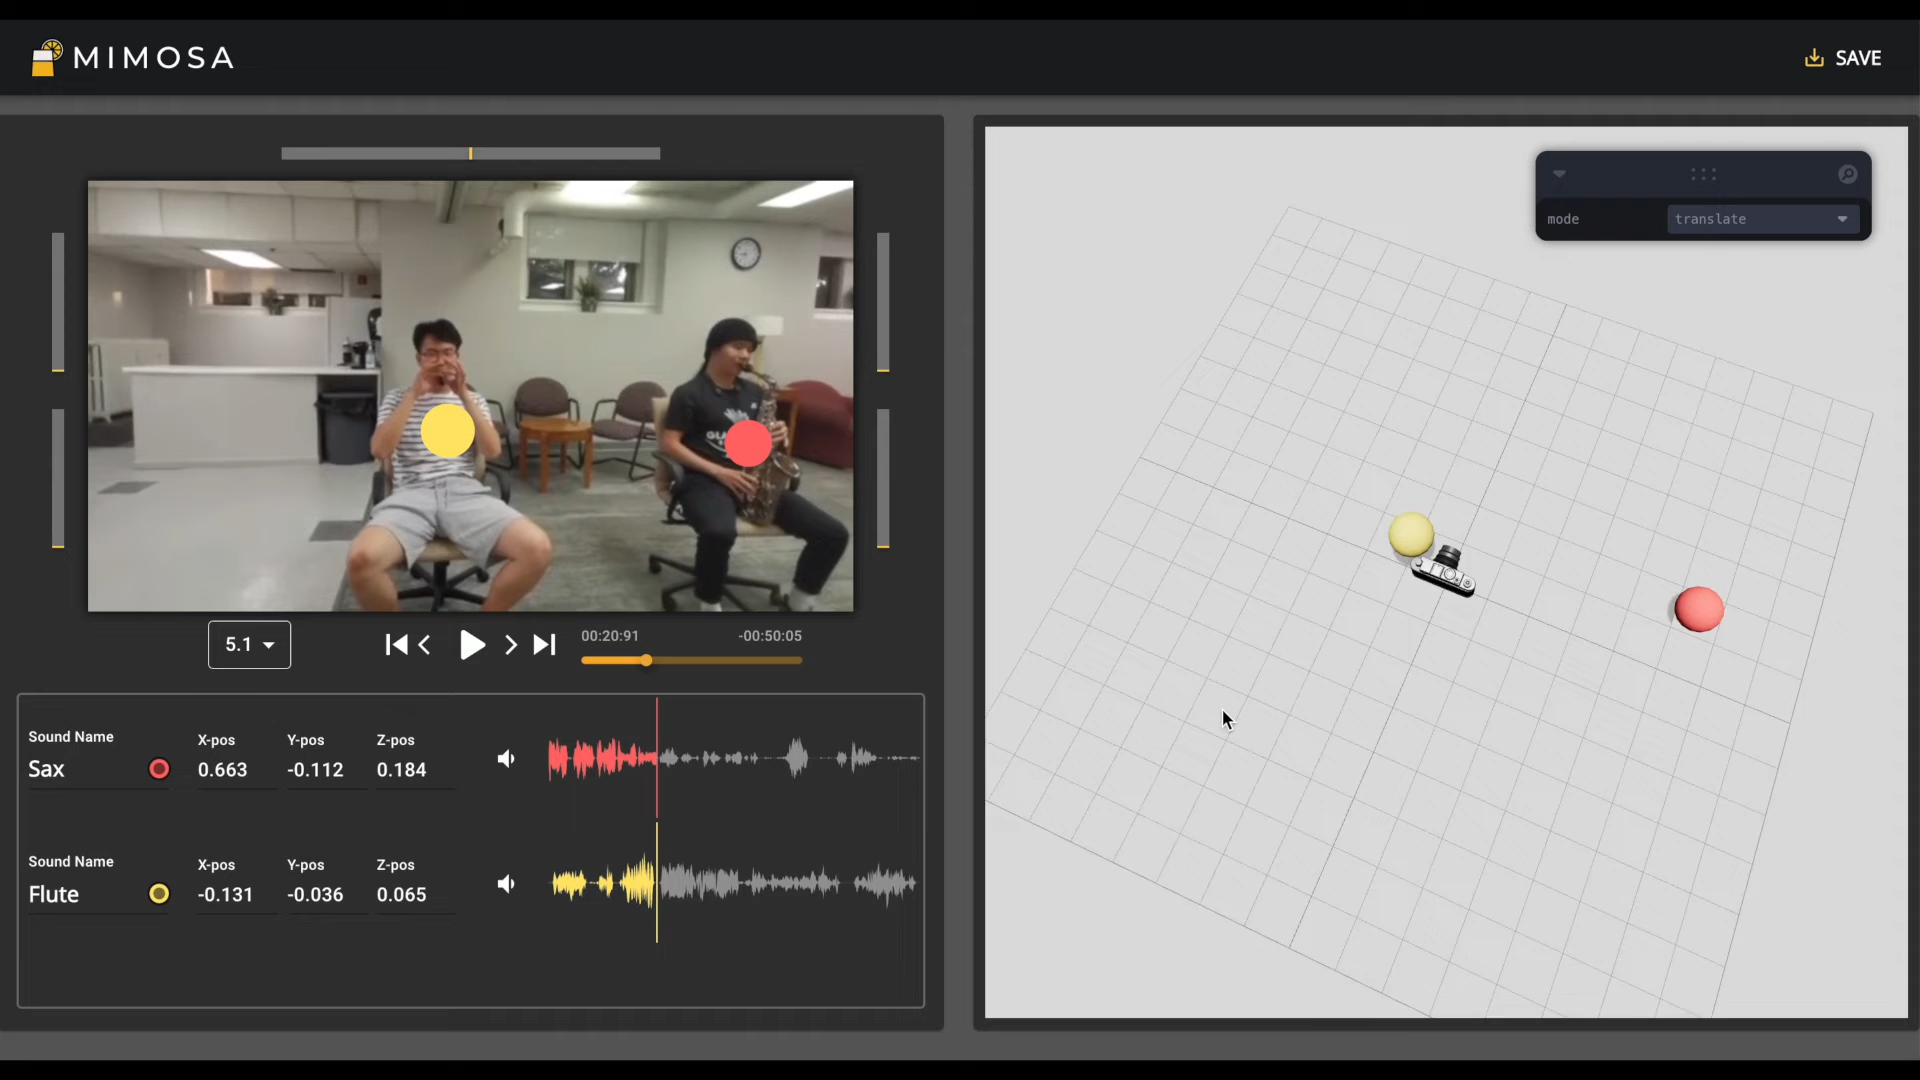 MIMOSA
SAVE
mode
translate
5.1
00:20:91
-00:50:05
Sound Name
X-pos
Y-pos
Z-pos
Sax
0.663
-0.112
0.184
Sound Name
X-pos
Y-pos
Z-pos
Flute
-0.131
-0.036
0.065